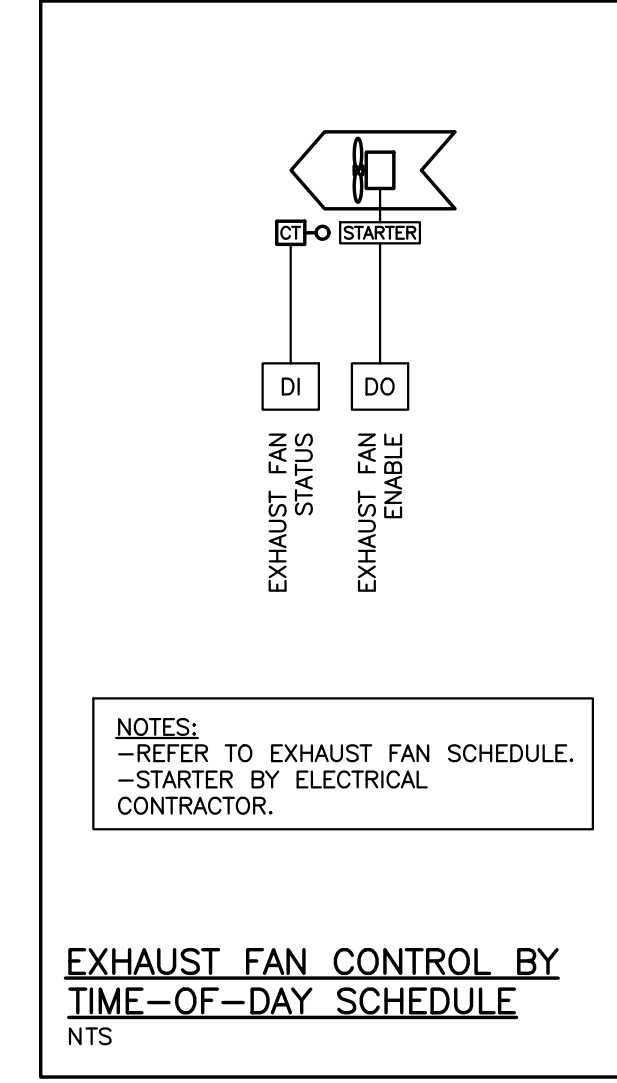 CT
STARTER
DI
DO
EXHAUST FAN
STATUS
EXHAUST FAN
ENABLE
NOTES:
-REFER TO EXHAUST FAN SCHEDULE.
-STARTER BY ELECTRICAL
CONTRACTOR.
EXHAUST FAN CONTROL BY
TIME-OF-DAY SCHEDULE
NTS